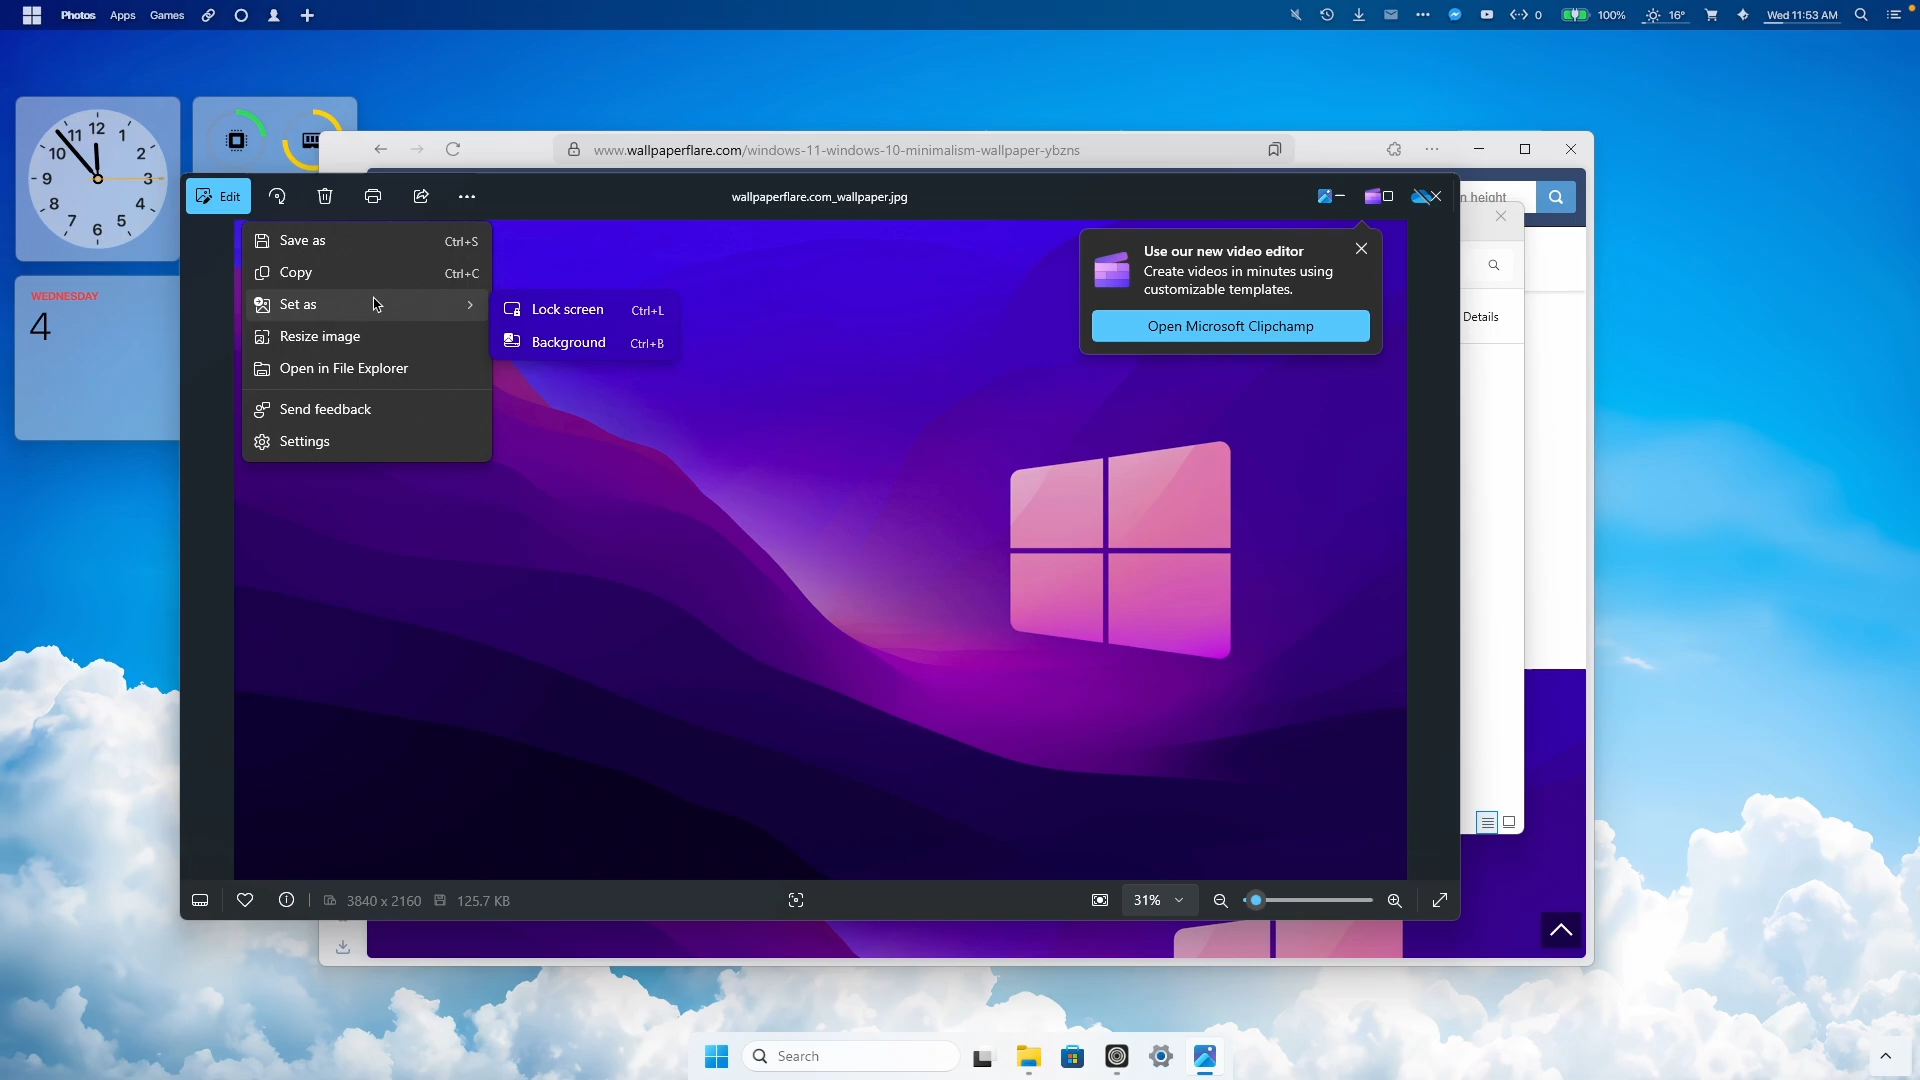 Photos Apps Games
0 100% 16° Wed 11:53 AM
12 1 2 3 4 5 6 7 8 9 10 11
WEDNESDAY
4
www.wallpaperflare.com/windows-11-windows-10-minimalism-wallpaper-ybzns
Edit
wallpaperflare.com_wallpaper.jpg
n height
Save as Ctrl+S
Copy Ctrl+C
Set as
Resize image
Open in File Explorer
Send feedback
Settings
Lock screen Ctrl+L
Background Ctrl+B
Use our new video editor
Create videos in minutes using
customizable templates.
Open Microsoft Clipchamp
Details
3840 x 2160 125.7 KB
31%
Search